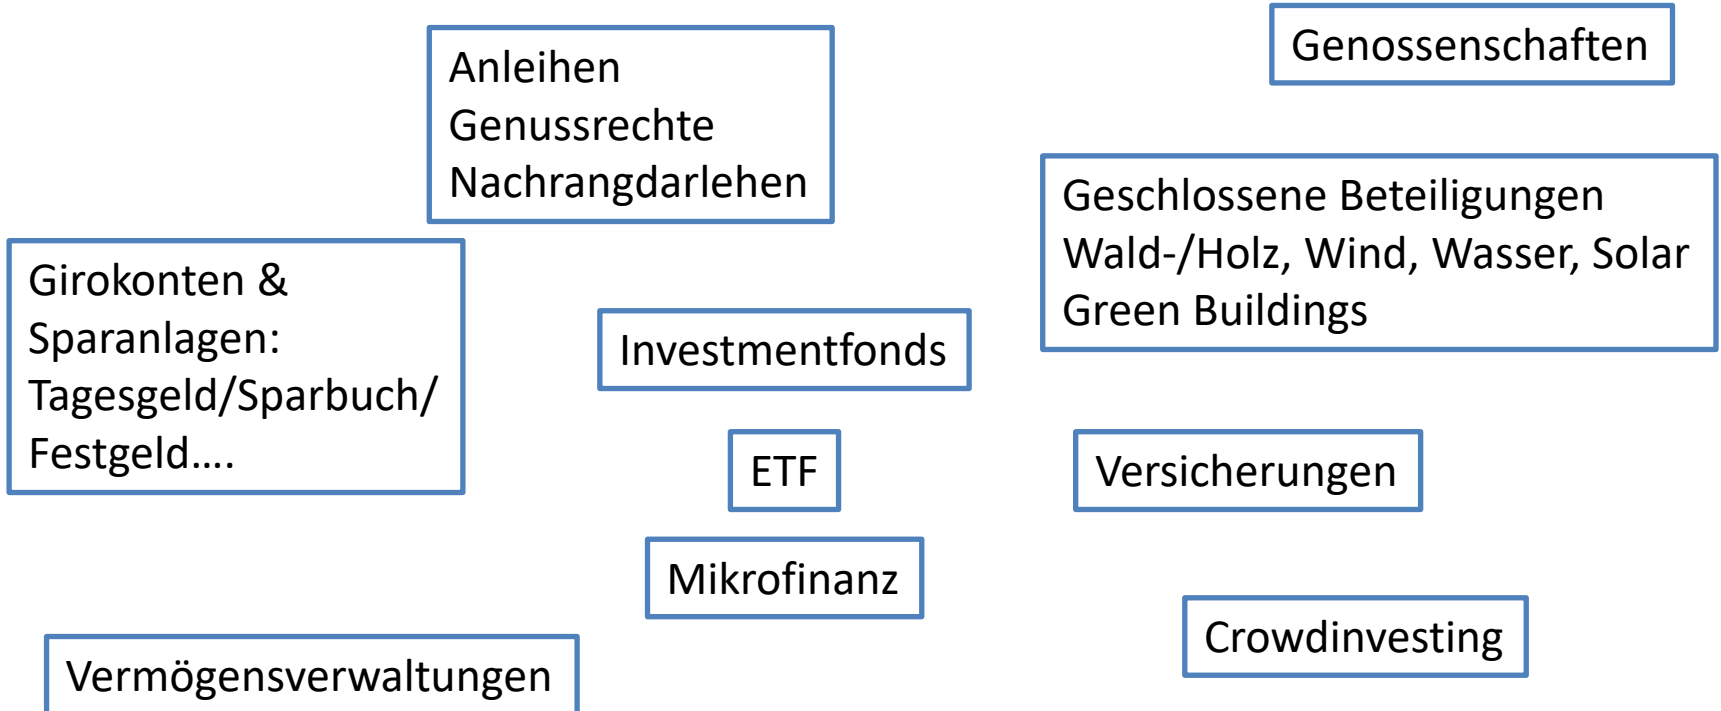 Anleihen
Genussrechte
Nachrangdarlehen
Genossenschaften
Geschlossene Beteiligungen
Wald-/Holz, Wind, Wasser, Solar
Green Buildings
Girokonten &
Sparanlagen:
Tagesgeld/Sparbuch/
Festgeld....
Investmentfonds
ETF
Versicherungen
Mikrofinanz
Crowdinvesting
Vermögensverwaltungen